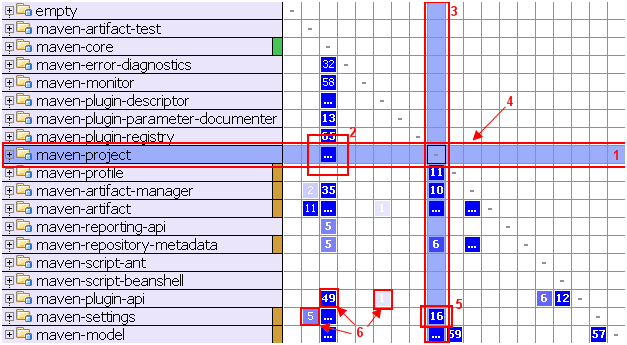 empty - 3
maven-artifact-test -
maven-core -
maven-error-diagnostics 32 -
maven-monitor 58 - 4
maven-plugin-descriptor ... -
maven-plugin-parameter-documenter 13 - 2
maven-plugin-registry 65 -
maven-project ... - 1
maven-profile 11 -
maven-artifact-manager 2 35 10 -
maven-artifact 11 ... 1 ... ... -
maven-reporting-api 5 -
maven-repository-metadata 5 6 ... -
maven-script-ant -
maven-script-beanshell -
maven-plugin-api 49 1 6 12 - 5
maven-settings 5 ... 6 16 -
maven-model ... ... 59 57 -